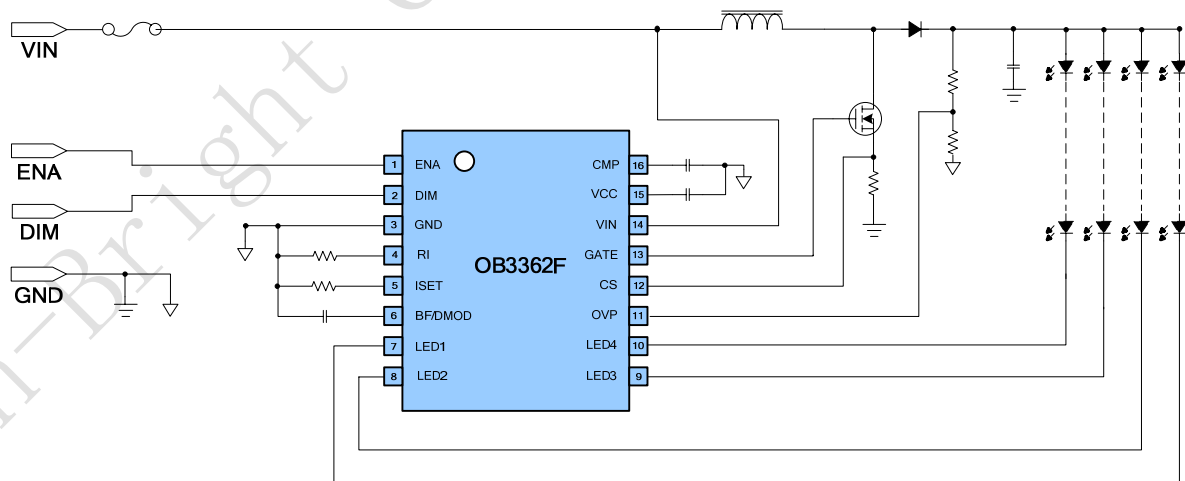 VIN
ENA
DIM
GND
OB3362F
1 ENA
2 DIM
3 GND
4 RI
5 ISET
6 BF/DMOD
7 LED1
8 LED2
CMP 16
VCC 15
VIN 14
GATE 13
CS 12
OVP 11
LED4 10
LED3 9
n-Bright